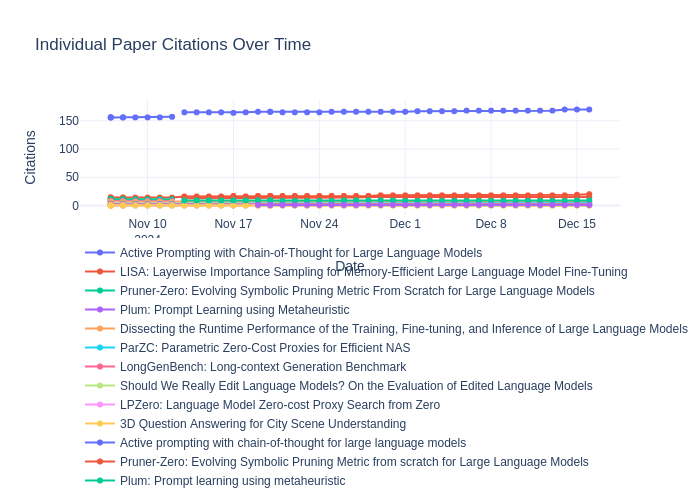 Individual Paper Citations Over Time
Citations
150
100
50
0
Nov 10 Nov 17 Nov 24 Dec 1 Dec 8 Dec 15
2024
Date
Active Prompting with Chain-of-Thought for Large Language Models
LISA: Layerwise Importance Sampling for Memory-Efficient Large Language Model Fine-Tuning
Pruner-Zero: Evolving Symbolic Pruning Metric From Scratch for Large Language Models
Plum: Prompt Learning using Metaheuristic
Dissecting the Runtime Performance of the Training, Fine-tuning, and Inference of Large Language Models
ParZC: Parametric Zero-Cost Proxies for Efficient NAS
LongGenBench: Long-context Generation Benchmark
Should We Really Edit Language Models? On the Evaluation of Edited Language Models
LPZero: Language Model Zero-cost Proxy Search from Zero
3D Question Answering for City Scene Understanding
Active prompting with chain-of-thought for large language models
Pruner-Zero: Evolving Symbolic Pruning Metric from scratch for Large Language Models
Plum: Prompt learning using metaheuristic